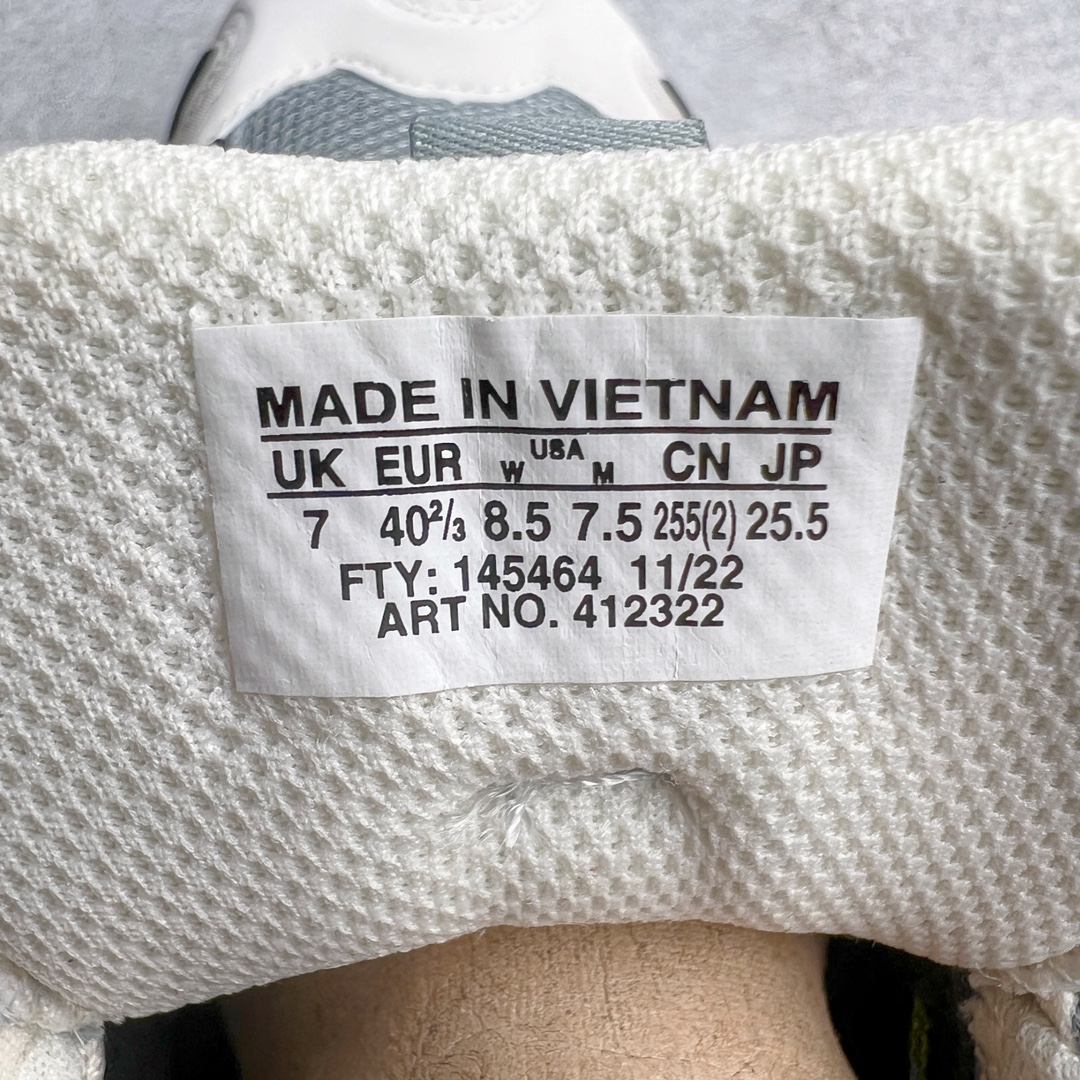 MADE IN VIETNAM
UK EUR W USA M CN JP
7 40⅔ 8.5 7.5 255(2) 25.5
FTY: 145464 11/22
ART NO. 412322